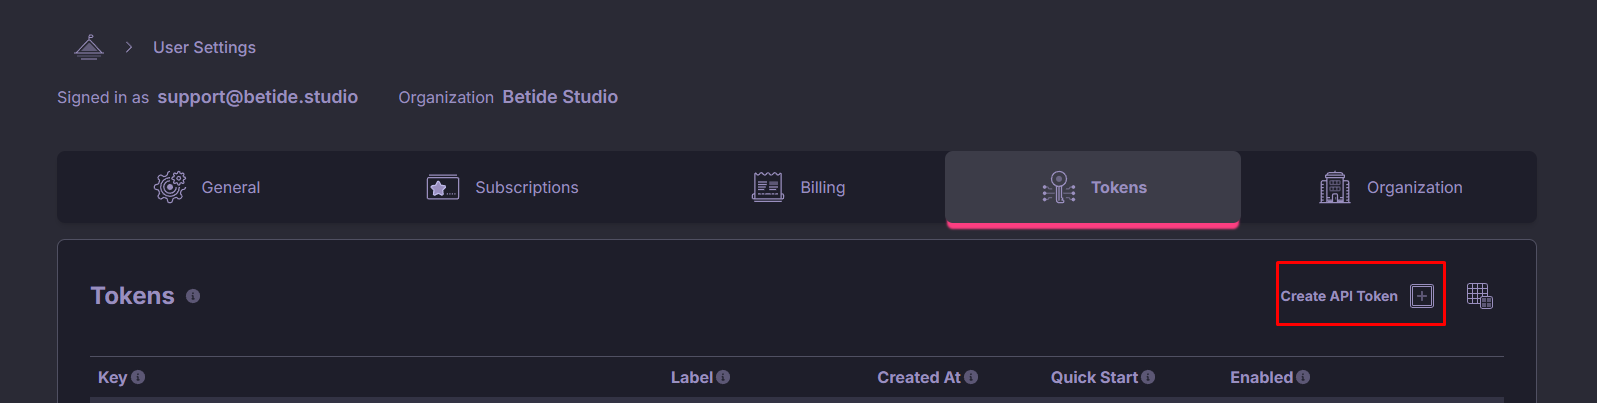 User Settings
Signed in as support@betide.studio Organization Betide Studio
General Subscriptions Billing Tokens Organization
Tokens Create API Token
Key Label Created At Quick Start Enabled